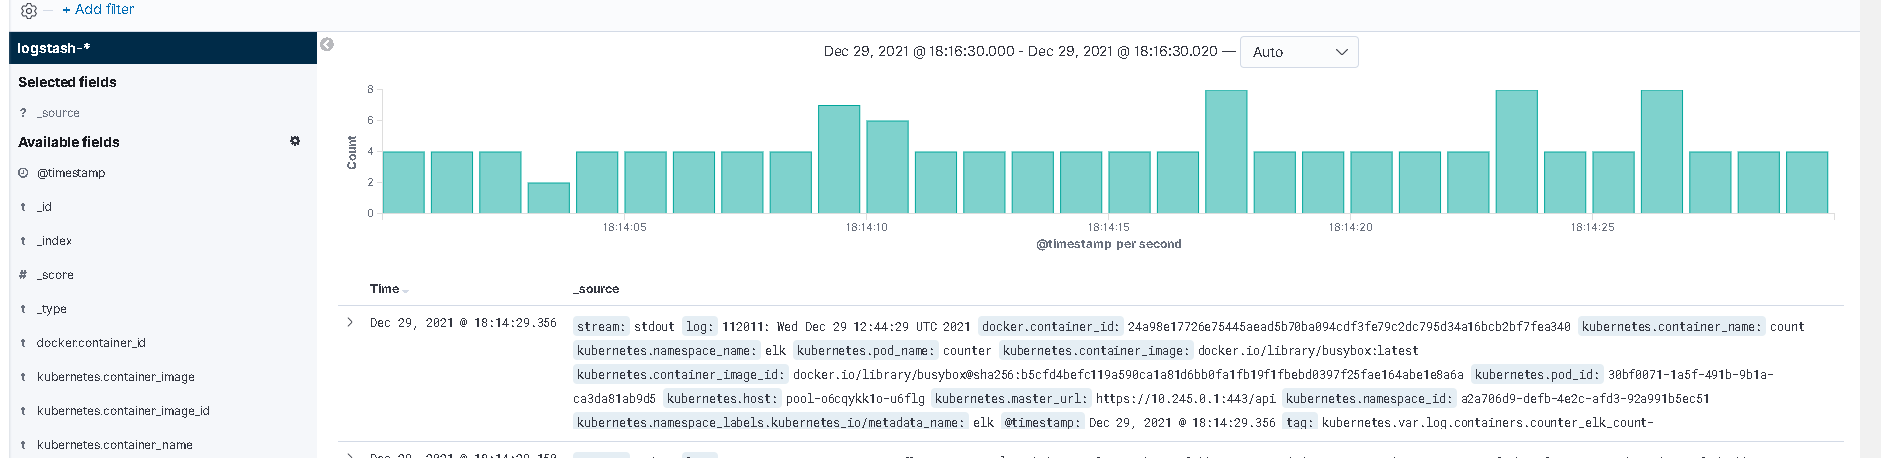 + Add filter
logstash-*
Dec 29, 2021 @ 18:16:30.000 - Dec 29, 2021 @ 18:16:30.020 —
Auto
Selected fields
? _source
Available fields
@timestamp
t _id
t _index
# _score
t _type
t docker.container_id
t kubernetes.container_image
t kubernetes.container_image_id
t kubernetes.container_name
Count
8
6
4
2
0
18:14:05 18:14:10 18:14:15 18:14:20 18:14:25
@timestamp per second
Time _source
Dec 29, 2021 @ 18:14:29.356 stream: stdout log: 112011: Wed Dec 29 12:44:29 UTC 2021 docker.container_id: 24a98e17726e75445aead5b70ba094cdf3fe79c2dc795d34a16bcb2bf7fea340 kubernetes.container_name: count
kubernetes.namespace_name: elk kubernetes.pod_name: counter kubernetes.container_image: docker.io/library/busybox:latest
kubernetes.container_image_id: docker.io/library/busybox@sha256:b5cfd4befc119a590ca1a81d6bb0fa1fb19f1fbebd0397f25fae164abe1e8a6a kubernetes.pod_id: 30bf0071-1a5f-491b-9b1a-
ca3da81ab9d5 kubernetes.host: pool-o6cqykk1o-u6flg kubernetes.master_url: https://10.245.0.1:443/api kubernetes.namespace_id: a2a706d9-defb-4e2c-afd3-92a991b5ec51
kubernetes.namespace_labels.kubernetes_io/metadata_name: elk @timestamp: Dec 29, 2021 @ 18:14:29.356 tag: kubernetes.var.log.containers.counter_elk_count-